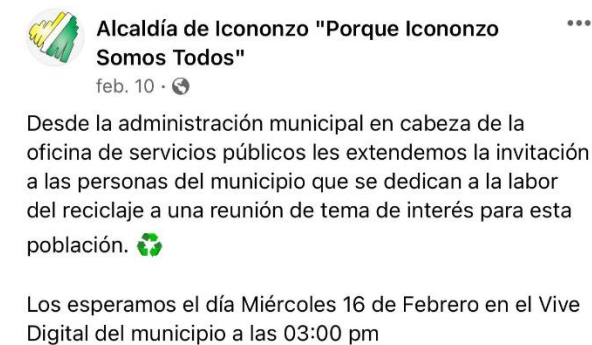 Alcaldía de Icononzo "Porque Icononzo
Somos Todos"
feb. 10 ·
Desde la administración municipal en cabeza de la
oficina de servicios públicos les extendemos la invitación
a las personas del municipio que se dedican a la labor
del reciclaje a una reunión de tema de interés para esta
población. ♻️
Los esperamos el día Miércoles 16 de Febrero en el Vive
Digital del municipio a las 03:00 pm